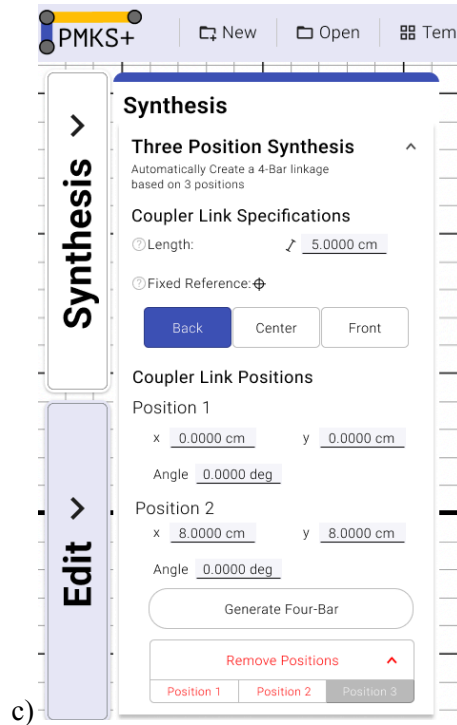 PMKS+ New Open Tem
Synthesis
Synthesis
Three Position Synthesis
Automatically Create a 4-Bar linkage
based on 3 positions
Coupler Link Specifications
?Length: 5.0000 cm
?Fixed Reference:
Back Center Front
Coupler Link Positions
Position 1
x 0.0000 cm y 0.0000 cm
Angle 0.0000 deg
Position 2
x 8.0000 cm y 8.0000 cm
Angle 0.0000 deg
Edit
Generate Four-Bar
Remove Positions
Position 1 Position 2 Position 3
c)